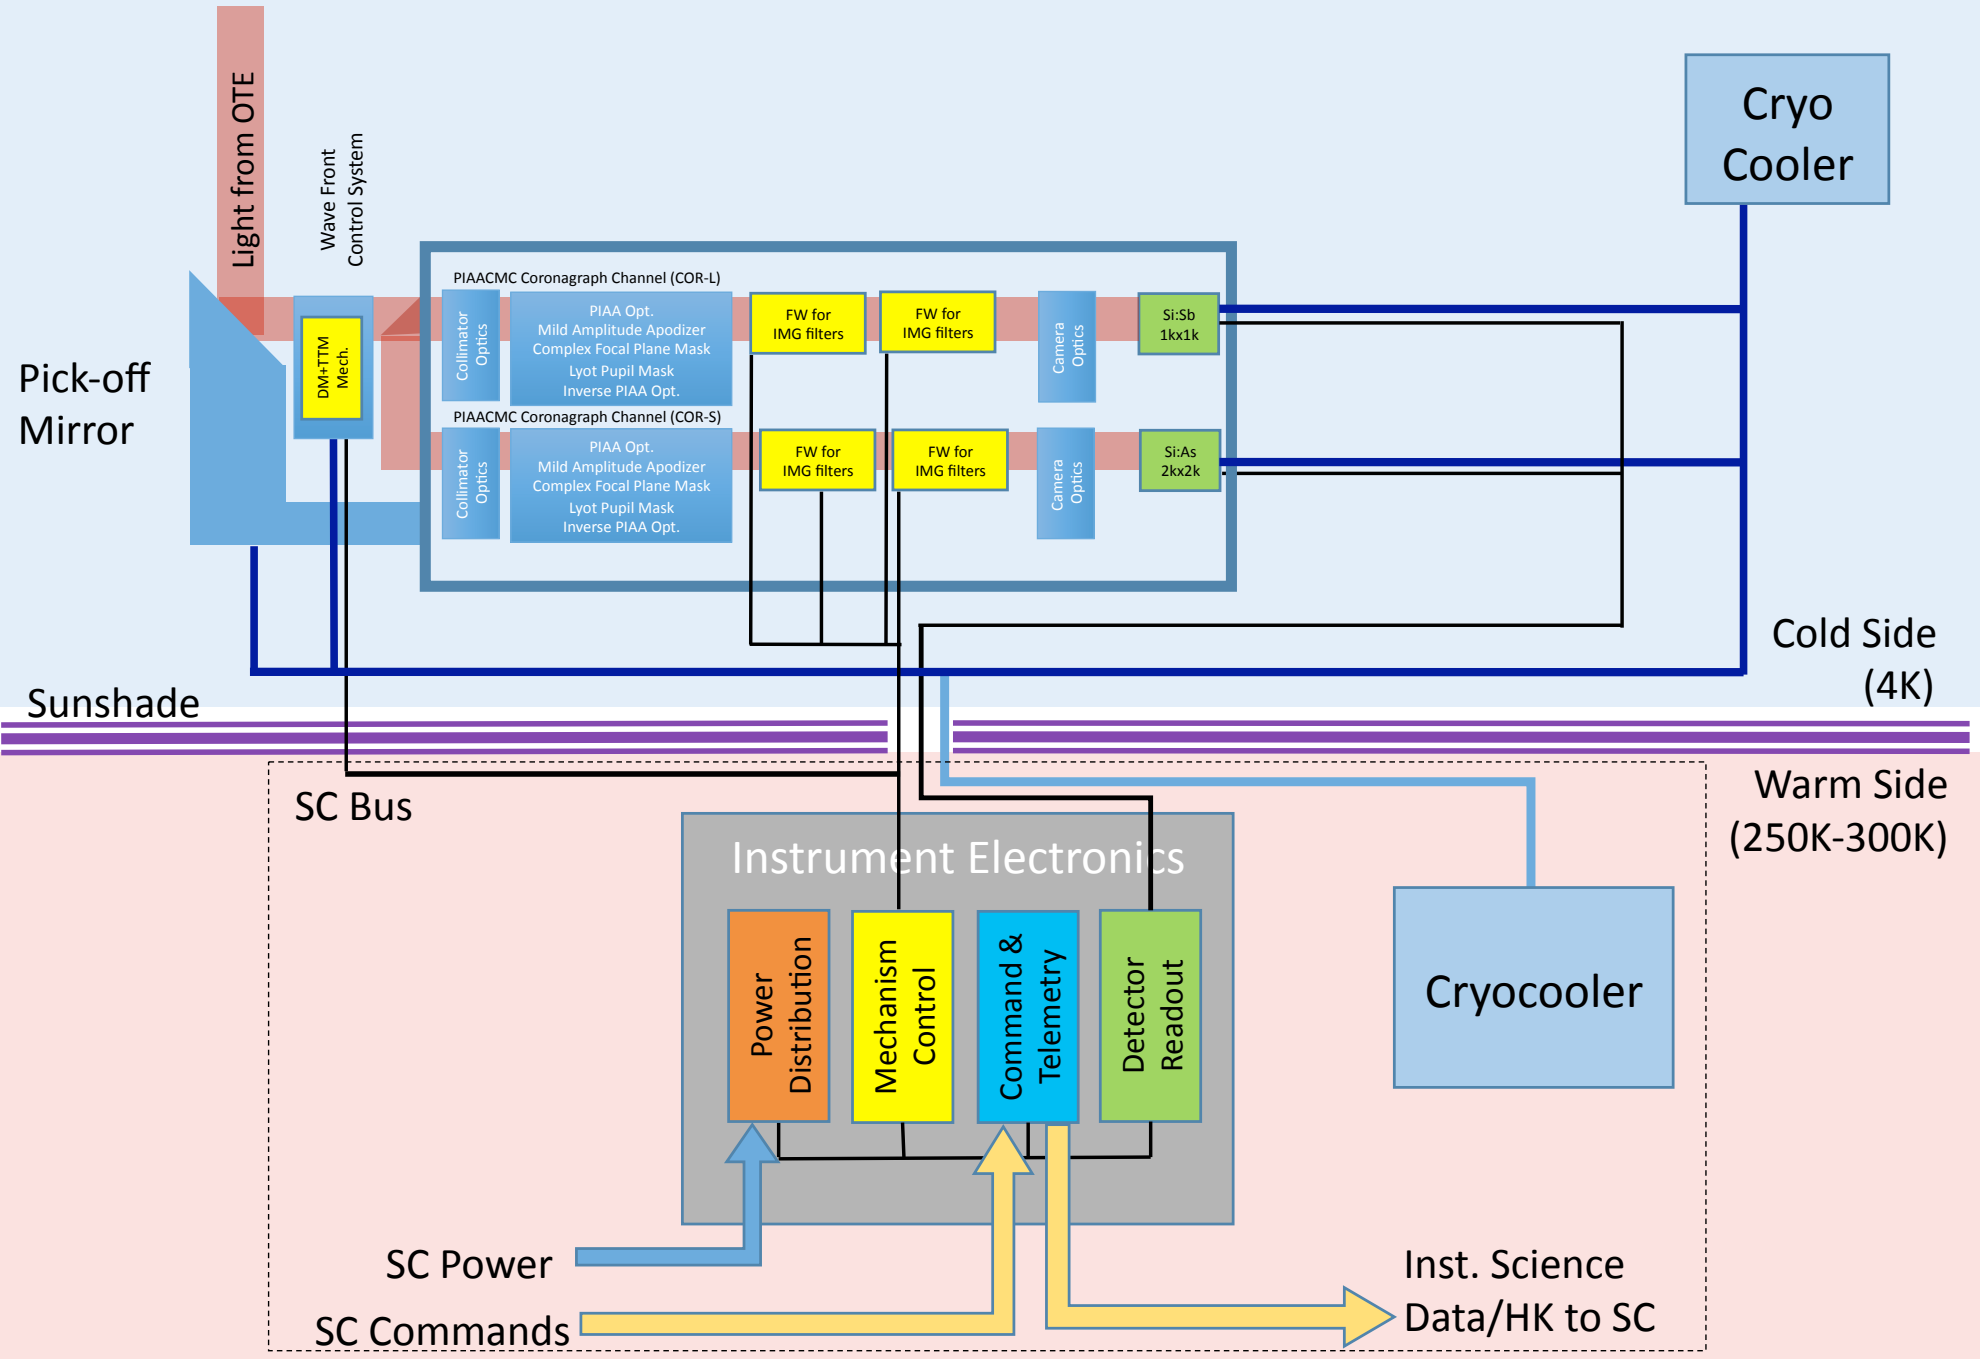 Light from OTE
Wave Front
Control System
Cryo
Cooler
Pick-off
Mirror
DM+TTM
Mech.
PIAACMC Coronagraph Channel (COR-L)
Collimator
Optics
PIAA Opt.
Mild Amplitude Apodizer
Complex Focal Plane Mask
Lyot Pupil Mask
Inverse PIAA Opt.
FW for
IMG filters
FW for
IMG filters
Camera
Optics
Si:Sb
1kx1k
PIAACMC Coronagraph Channel (COR-S)
Collimator
Optics
PIAA Opt.
Mild Amplitude Apodizer
Complex Focal Plane Mask
Lyot Pupil Mask
Inverse PIAA Opt.
FW for
IMG filters
FW for
IMG filters
Camera
Optics
Si:As
2kx2k
Cold Side
(4K)
Sunshade
Warm Side
(250K-300K)
SC Bus
Instrument Electronics
Power
Distribution
Mechanism
Control
Command &
Telemetry
Detector
Readout
Cryocooler
SC Power
SC Commands
Inst. Science
Data/HK to SC